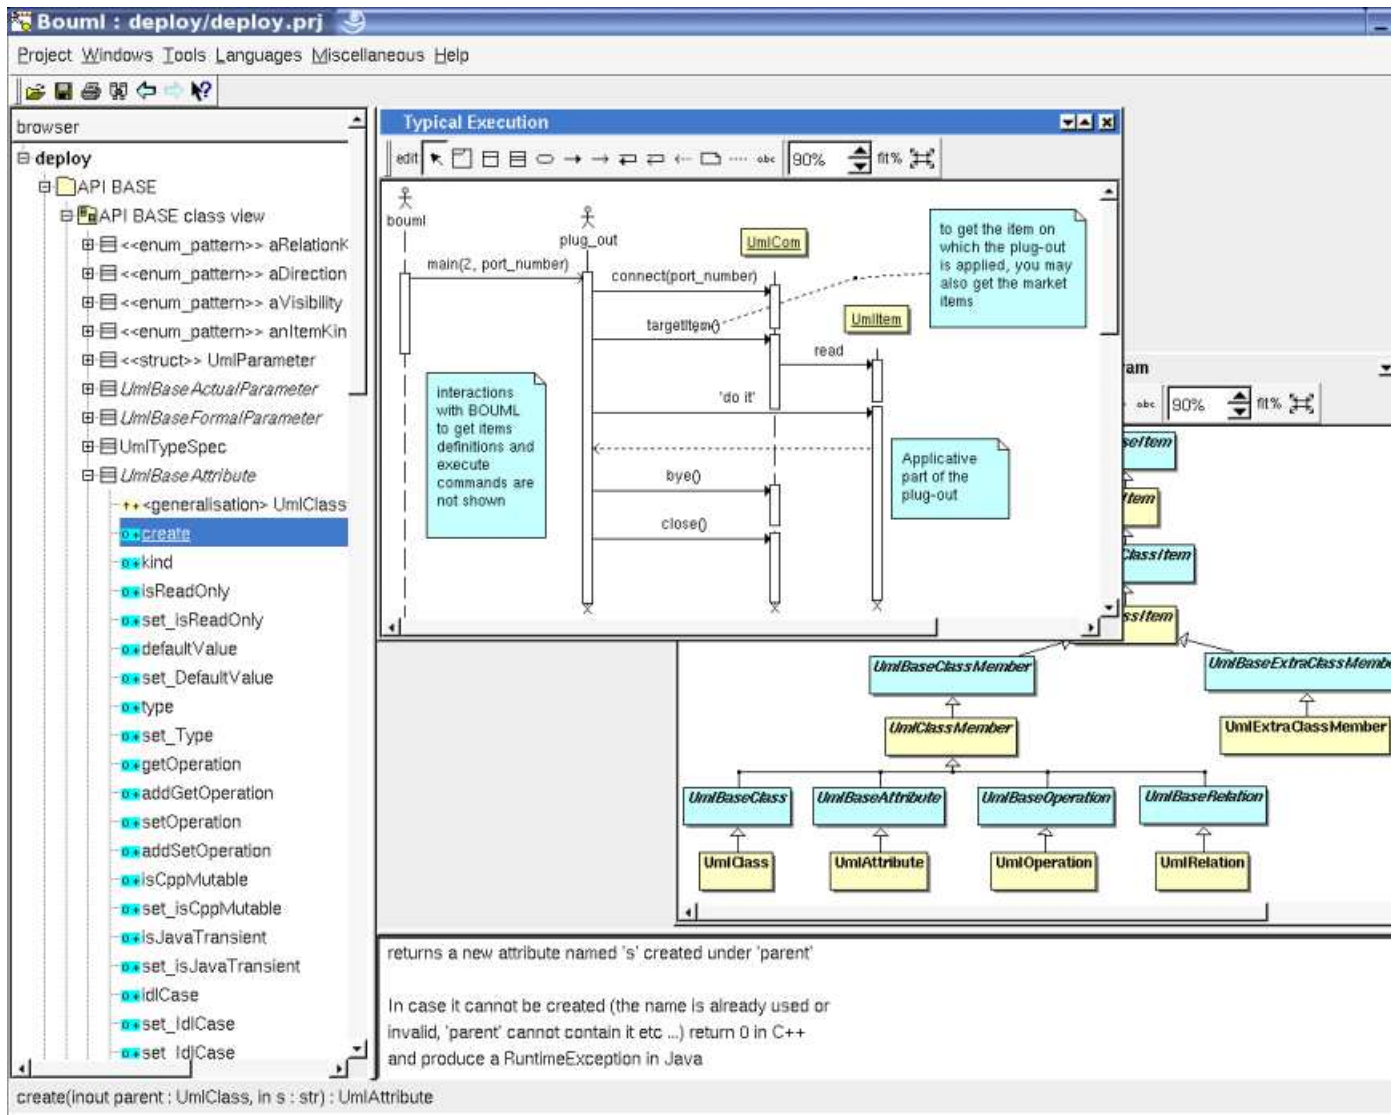 Bouml : deploy/deploy.prj
Project Windows Tools Languages Miscellaneous Help
browser
deploy
API BASE
API BASE class view
<<enum_pattern>> aRelationK
<<enum_pattern>> aDirection
<<enum_pattern>> aVisibility
<<enum_pattern>> anItemKin
<<struct>> UmlParameter
UmlBaseActualParameter
UmlBaseFormalParameter
UmlTypeSpec
UmlBaseAttribute
<generalisation> UmlClass
create
kind
isReadOnly
set_isReadOnly
defaultValue
set_DefaultValue
type
set_Type
getOperation
addGetOperation
setOperation
addSetOperation
isCppMutable
set_isCppMutable
isJavaTransient
set_isJavaTransient
idlCase
set_IdlCase
set_IdlCase
Typical Execution
edit
abc
90%
fit%
bouml
plug_out
UmlCom
UmlItem
main(2, port_number)
connect(port_number)
targetItem()
read
'do it'
bye()
close()
to get the item on
which the plug-out
is applied, you may
also get the market
items
interactions
with BOUML
to get items
definitions and
execute
commands are
not shown
Applicative
part of the
plug-out
am
abc
90%
fit%
seItem
Item
ClassItem
ssItem
UmlBaseClassMember
UmlBaseExtraClassMembe
UmlClassMember
UmlExtraClassMember
UmlBaseClass
UmlBaseAttribute
UmlBaseOperation
UmlBaseRelation
UmlClass
UmlAttribute
UmlOperation
UmlRelation
returns a new attribute named 's' created under 'parent'
In case it cannot be created (the name is already used or
invalid, 'parent' cannot contain it etc ...) return 0 in C++
and produce a RuntimeException in Java
create(inout parent : UmlClass, in s : str) : UmlAttribute